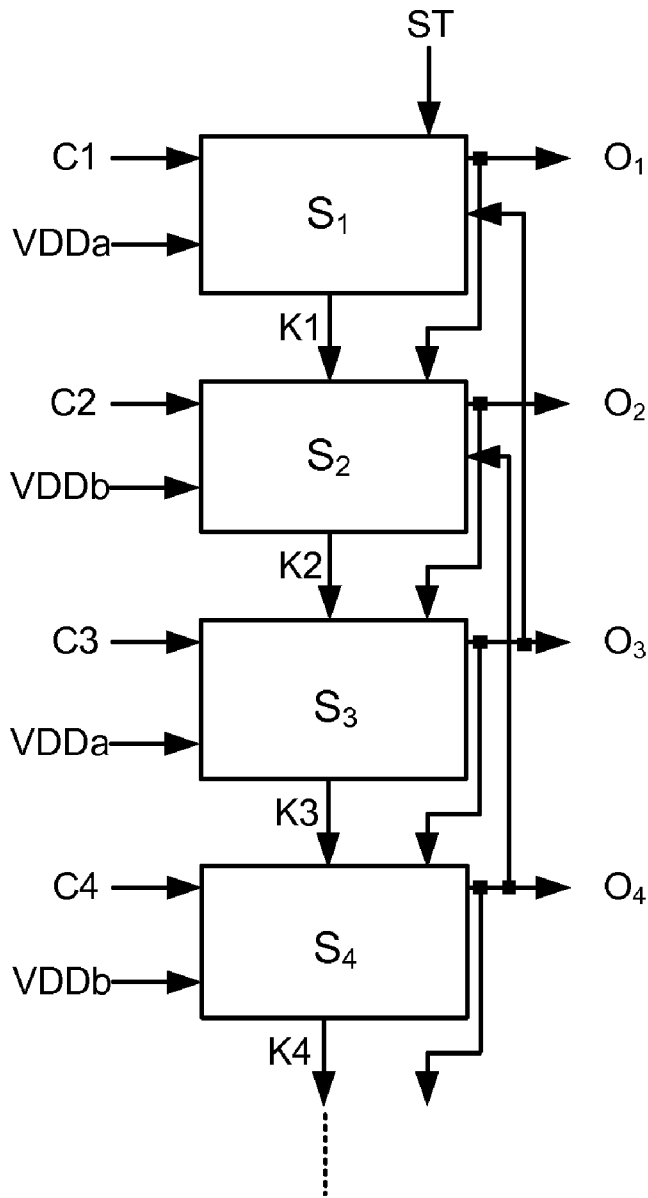 ST
C1
S₁
O₁
VDDa
K1
C2
S₂
O₂
VDDb
K2
C3
S₃
O₃
VDDa
K3
C4
S₄
O₄
VDDb
K4